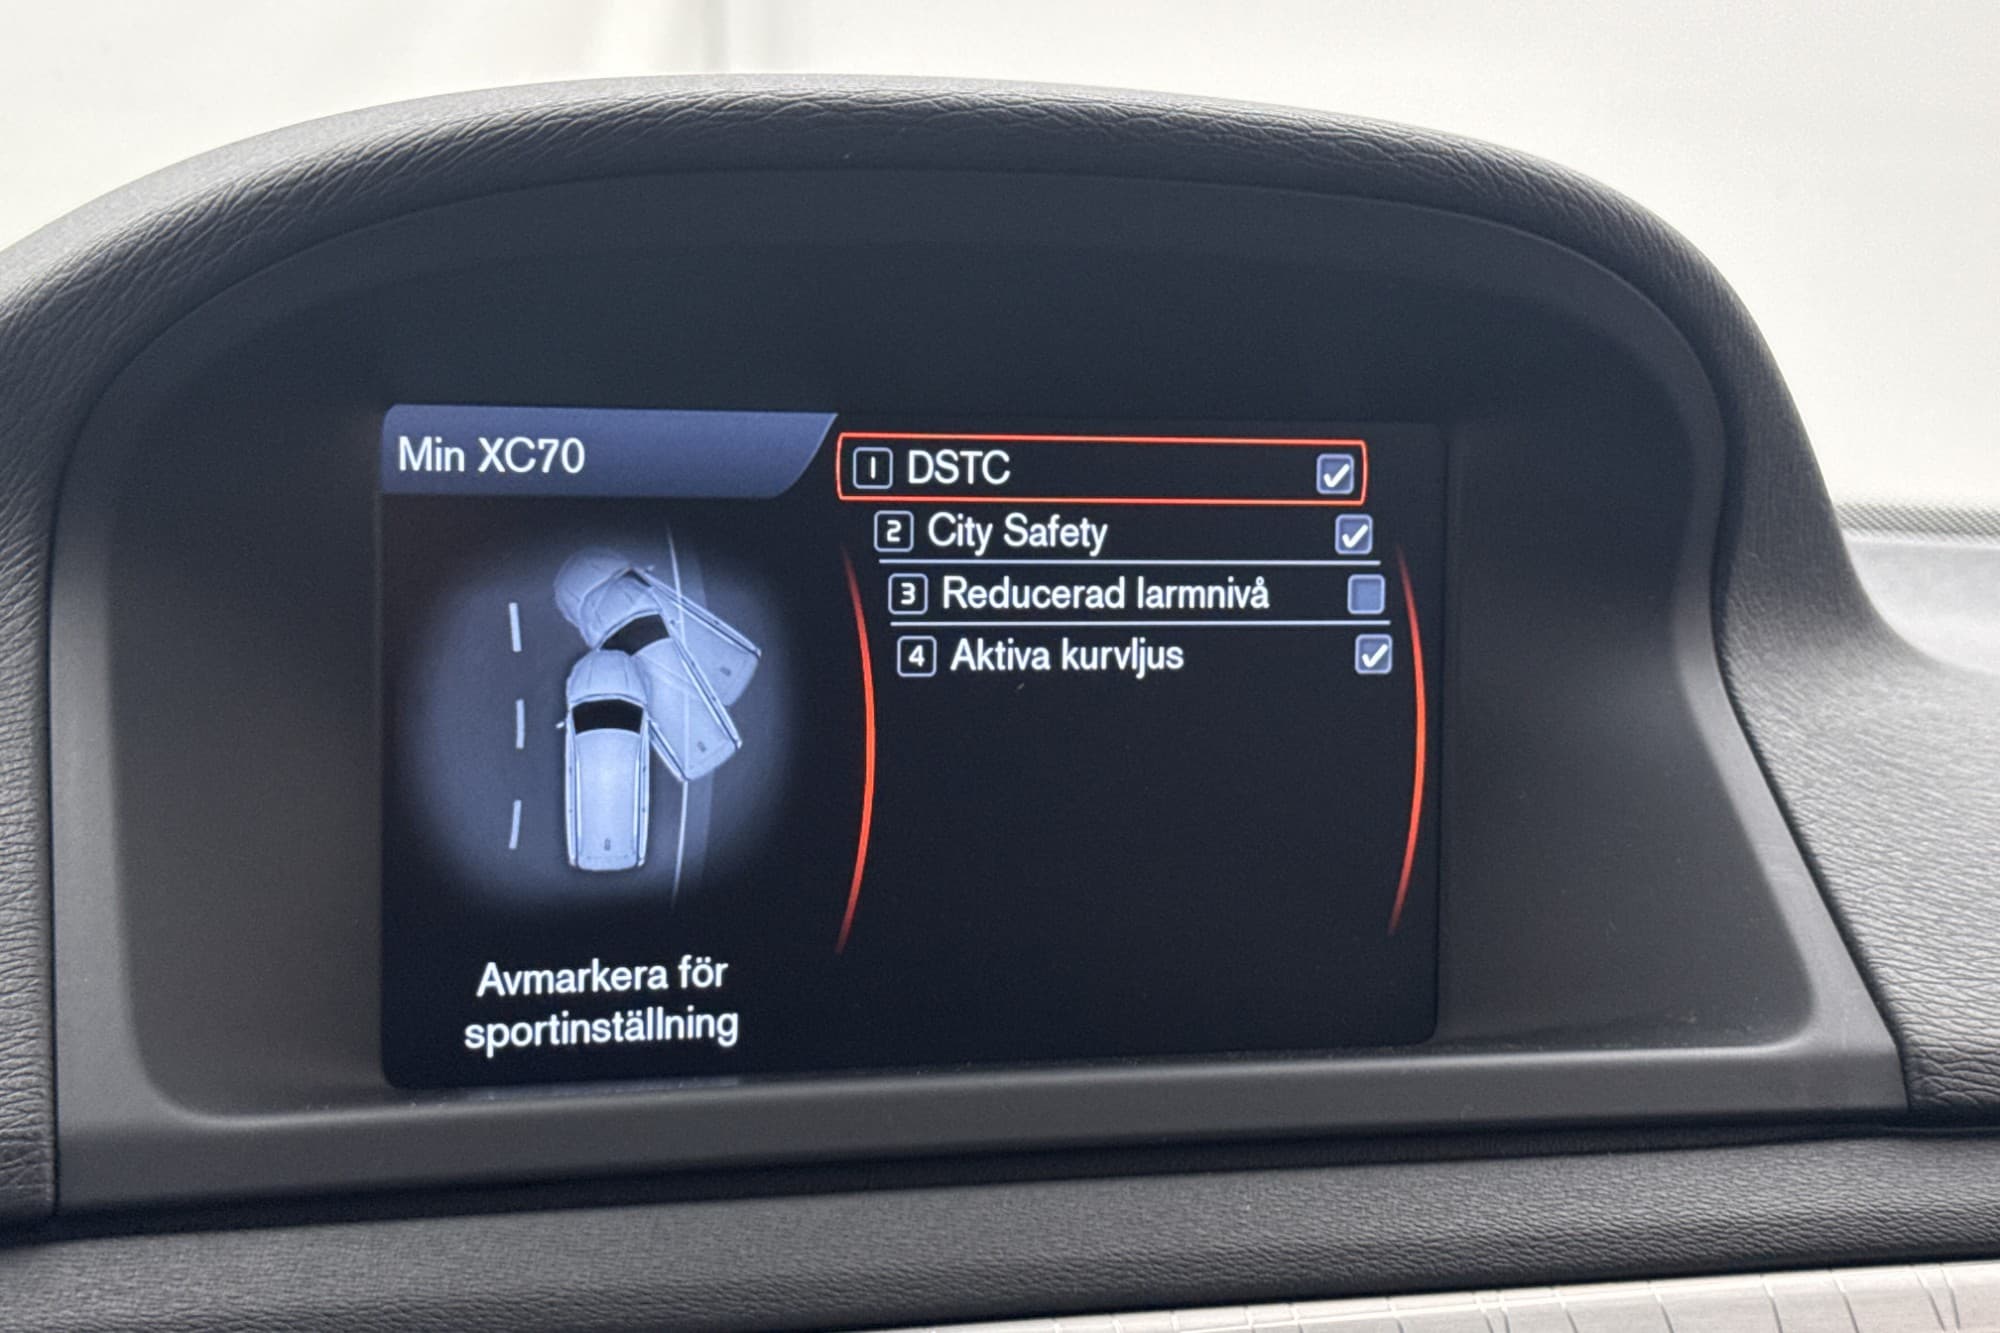 Min XC70
1 DSTC
2 City Safety
3 Reducerad larmnivå
4 Aktiva kurvljus
Avmarkera för
sportinställning